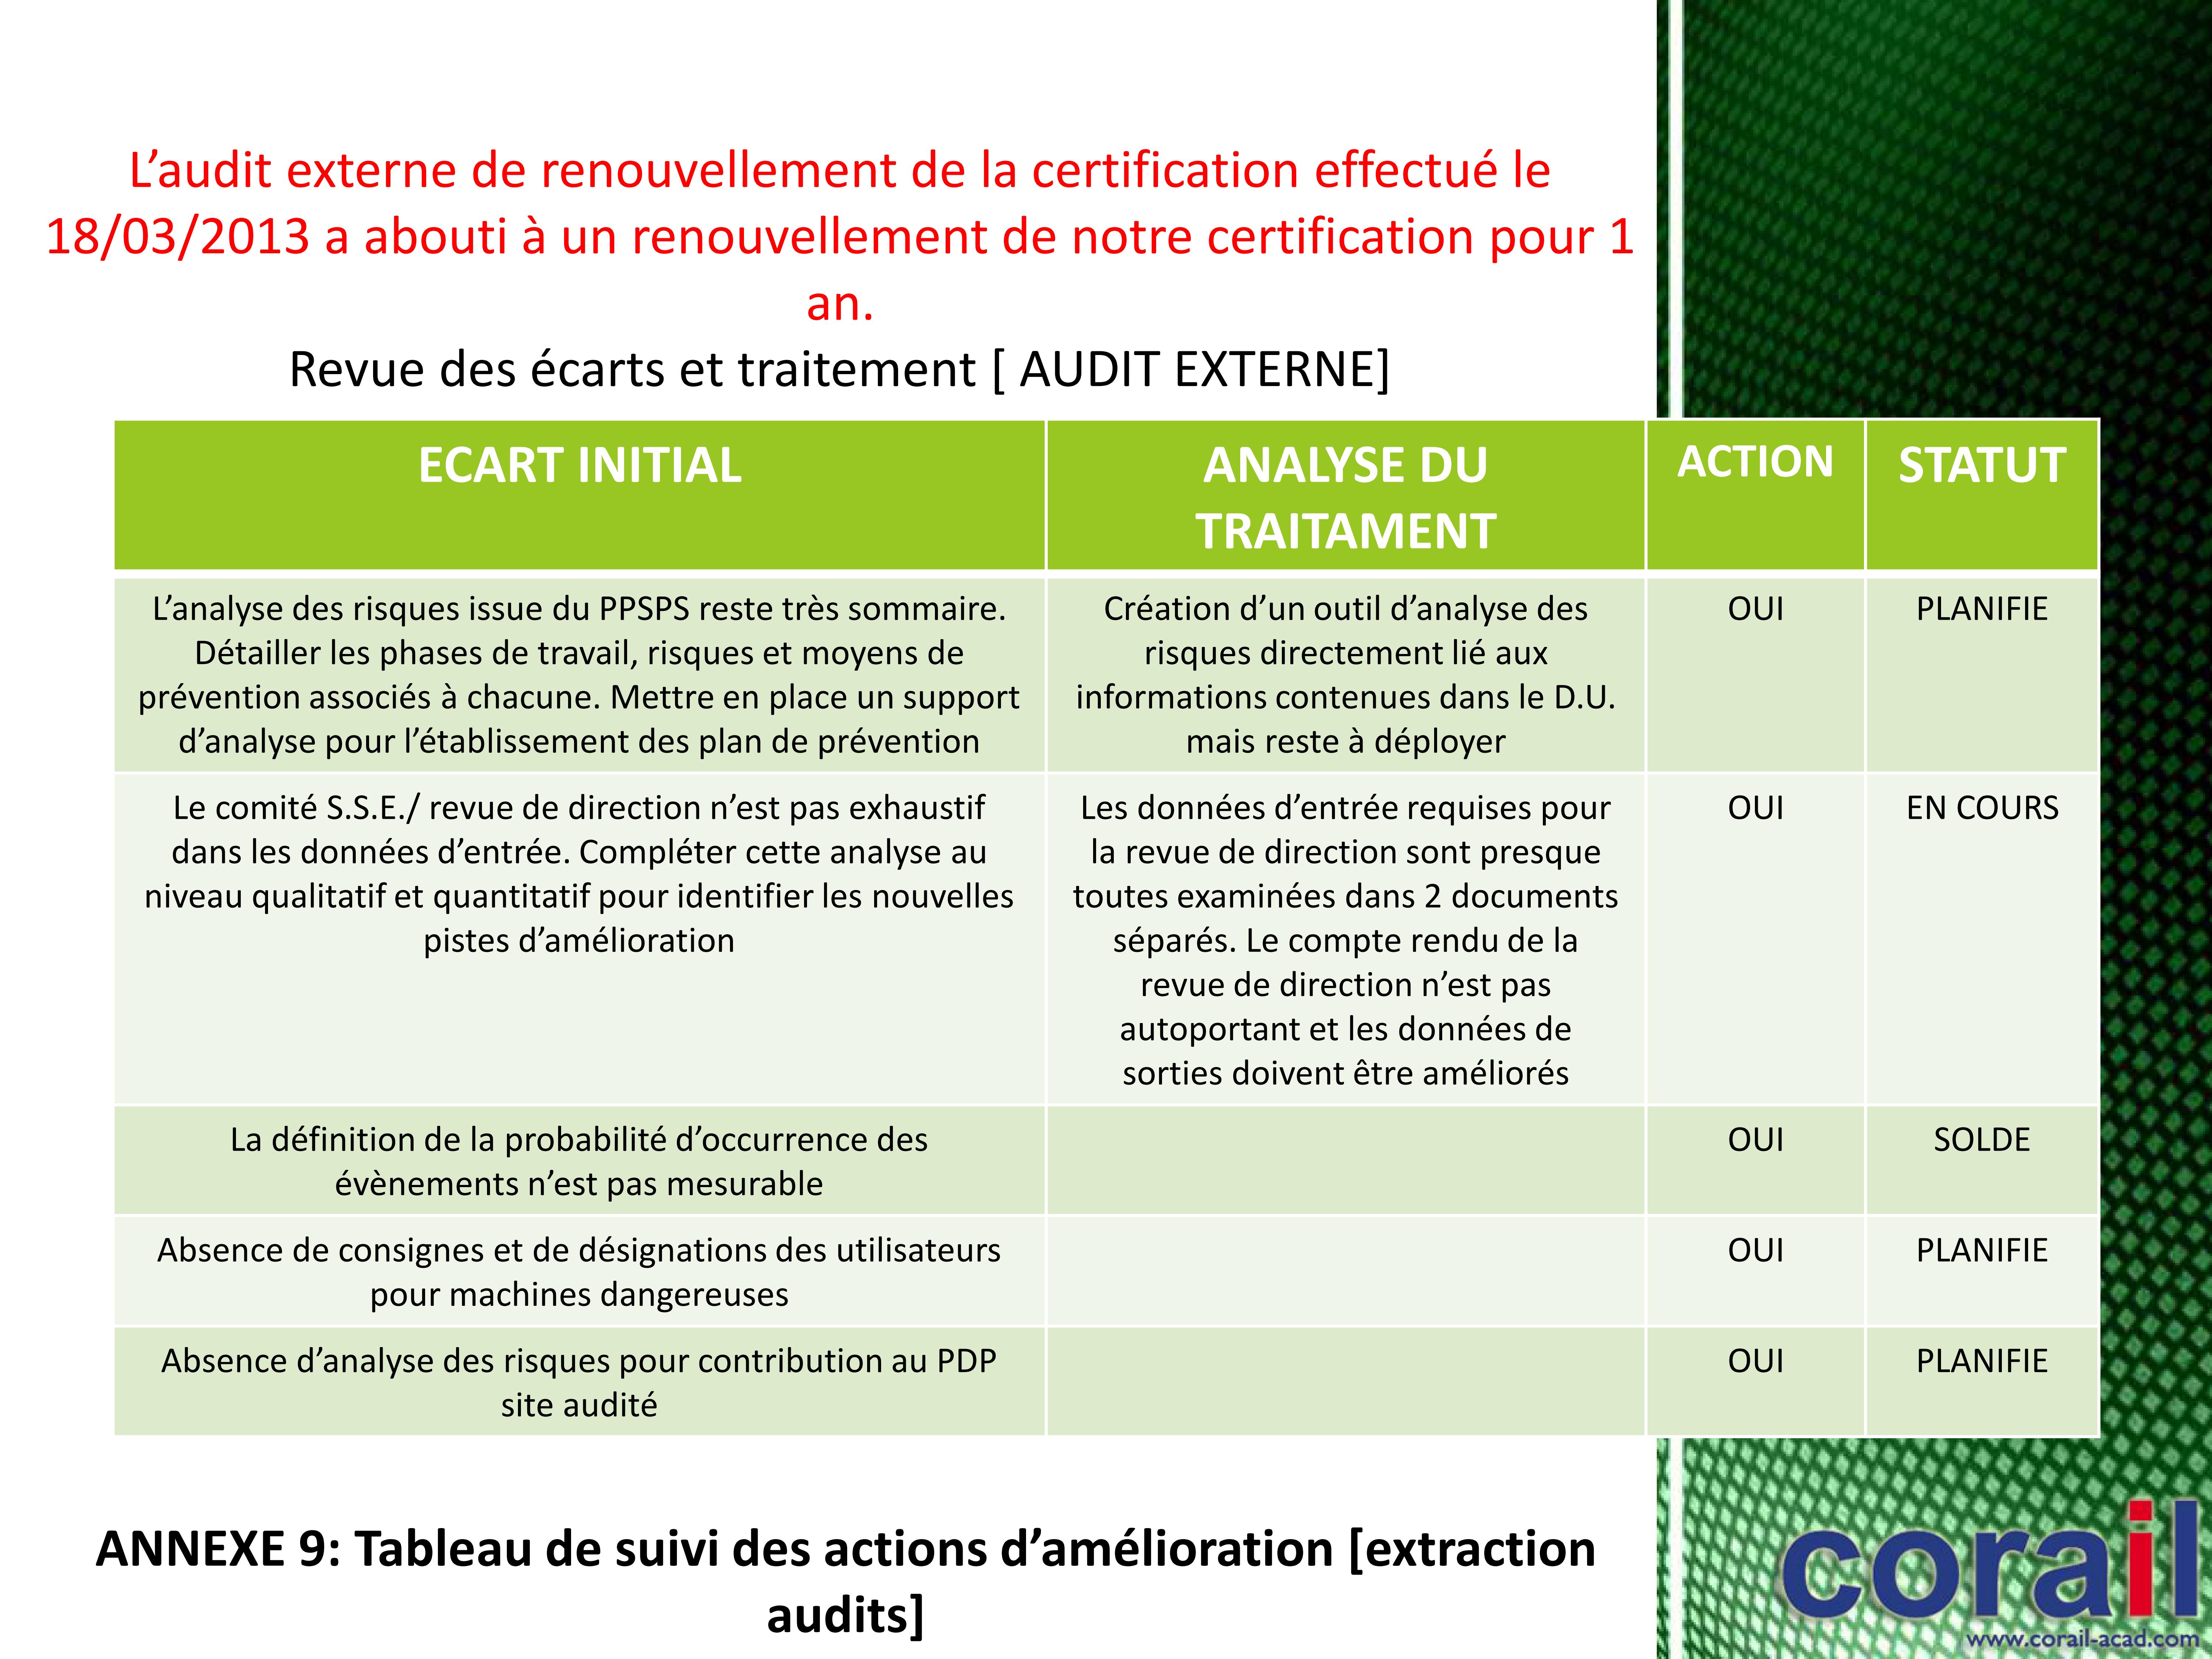 L’audit externe de renouvellement de la certification effectué le
18/03/2013 a abouti à un renouvellement de notre certification pour 1
an.
Revue des écarts et traitement [ AUDIT EXTERNE]
ECART INITIAL
ANALYSE DU
TRAITAMENT
ACTION
STATUT
L’analyse des risques issue du PPSPS reste très sommaire.
Détailler les phases de travail, risques et moyens de
prévention associés à chacune. Mettre en place un support
d’analyse pour l’établissement des plan de prévention
Création d’un outil d’analyse des
risques directement lié aux
informations contenues dans le D.U.
mais reste à déployer
OUI
PLANIFIE
Le comité S.S.E./ revue de direction n’est pas exhaustif
dans les données d’entrée. Compléter cette analyse au
niveau qualitatif et quantitatif pour identifier les nouvelles
pistes d’amélioration
Les données d’entrée requises pour
la revue de direction sont presque
toutes examinées dans 2 documents
séparés. Le compte rendu de la
revue de direction n’est pas
autoportant et les données de
sorties doivent être améliorés
OUI
EN COURS
La définition de la probabilité d’occurrence des
évènements n’est pas mesurable
OUI
SOLDE
Absence de consignes et de désignations des utilisateurs
pour machines dangereuses
OUI
PLANIFIE
Absence d’analyse des risques pour contribution au PDP
site audité
OUI
PLANIFIE
ANNEXE 9: Tableau de suivi des actions d’amélioration [extraction
audits]
corail
www.corail-acad.com